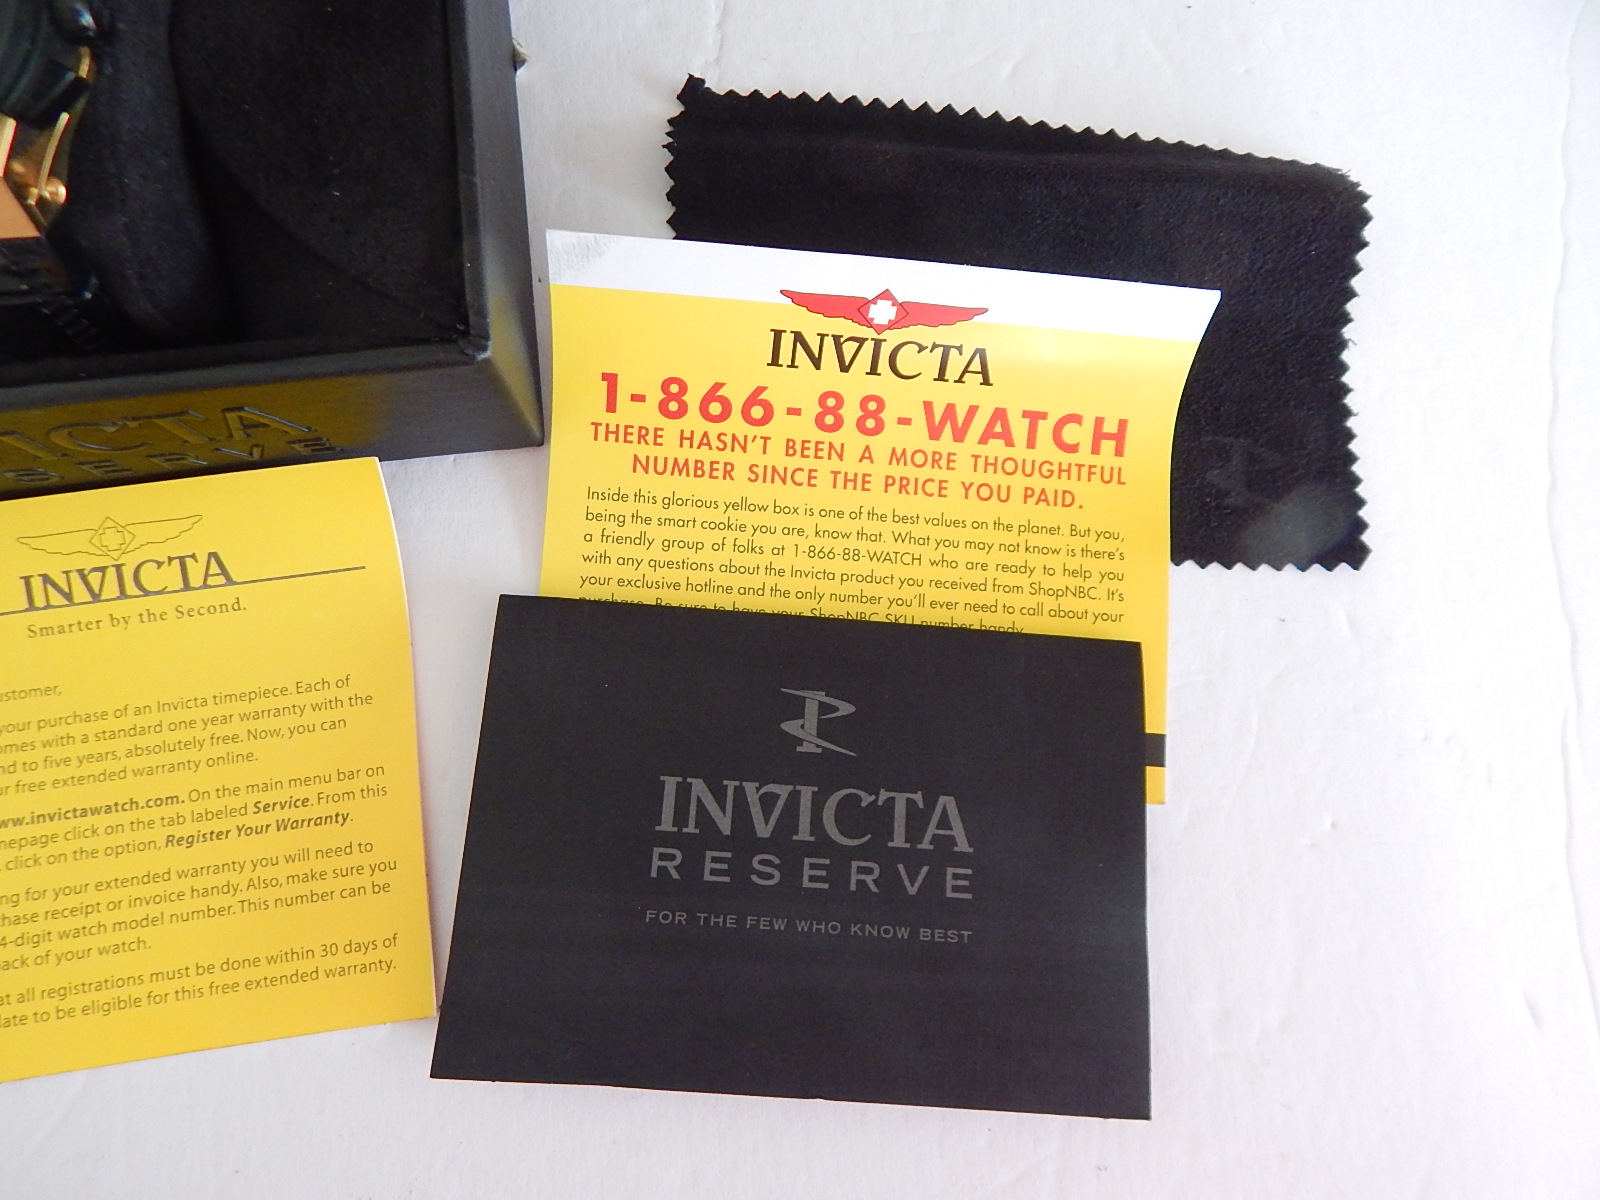 INVICTA
RESERVE
INVICTA
Smarter by the Second.
your purchase of an Invicta timepiece. Each of
with a standard one year warranty with the
to five years, absolutely free. Now, you can
free extended warranty online.
www.invictawatch.com. On the main menu bar on
click on the tab labeled Service. From this
click on the option, Register Your Warranty.
for your extended warranty you will need to
receipt or invoice handy. Also, make sure you
4-digit watch model number. This number can be
of your watch.
all registrations must be done within 30 days of
to be eligible for this free extended warranty.
INVICTA
1-866-88-WATCH
THERE HASN'T BEEN A MORE THOUGHTFUL
NUMBER SINCE THE PRICE YOU PAID.
Inside this glorious yellow box is one of the best values on the planet. But you,
being the smart cookie you are, know that. What you may not know is there's
a friendly group of folks at 1-866-88-WATCH who are ready to help you
with any questions about the Invicta product you received from ShopNBC. It's
your exclusive hotline and the only number you'll ever need to call about your
purchase. Be sure to have your ShopNBC SKU number handy.
INVICTA
RESERVE
FOR THE FEW WHO KNOW BEST